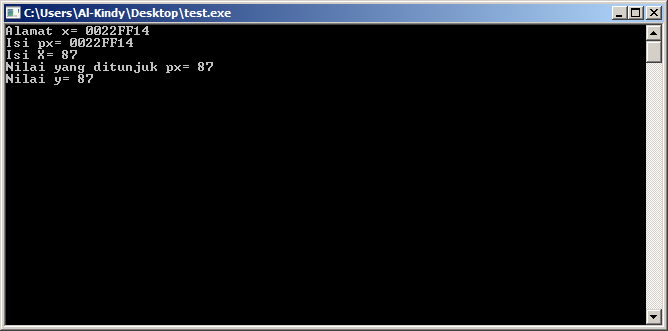 C:\Users\Al-Kindy\Desktop\test.exe
Alamat x= 0022FF14
Isi px= 0022FF14
Isi X= 87
Nilai yang ditunjuk px= 87
Nilai y= 87